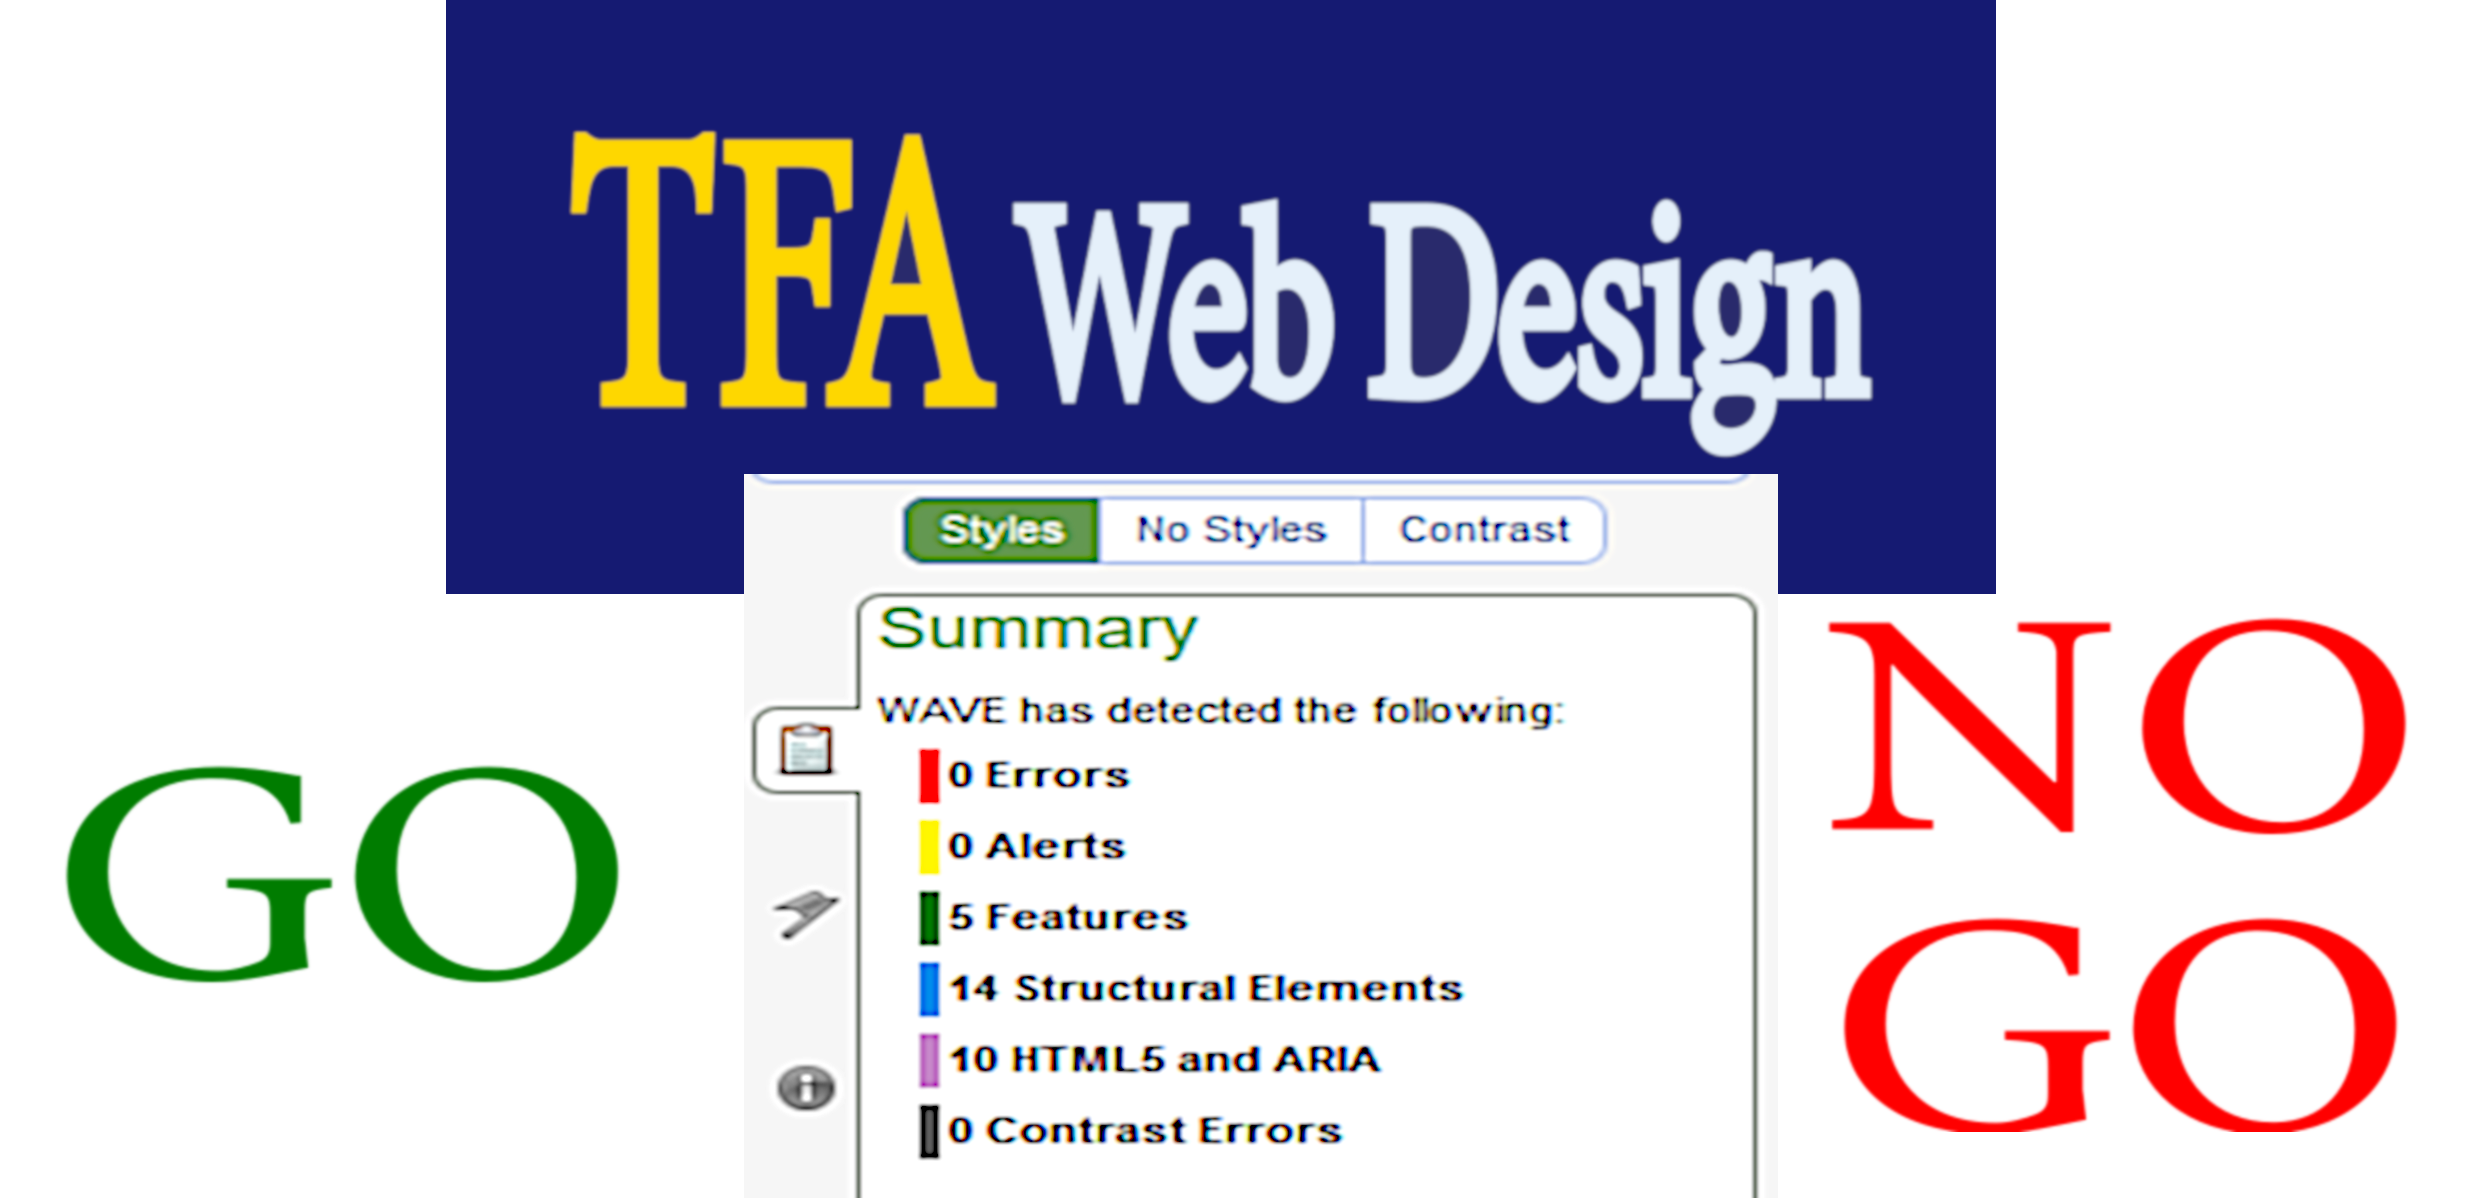 TFA Web Design
Styles No Styles Contrast
Summary
WAVE has detected the following:
0 Errors
0 Alerts
5 Features
14 Structural Elements
10 HTML5 and ARIA
0 Contrast Errors
GO
NO
GO